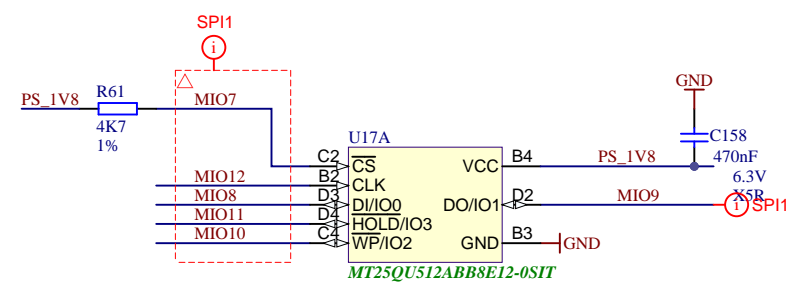 SPI1
i
R61
PS_1V8
MIO7
4K7
1%
GND
U17A
C158
470nF
6.3V
X5R
C2
CS
VCC
B4
PS_1V8
MIO12
B2
CLK
MIO8
D3
DI/IO0
DO/IO1
D2
MIO9
i
SPI1
MIO11
D4
HOLD/IO3
MIO10
C4
WP/IO2
GND
B3
GND
MT25QU512ABB8E12-0SIT